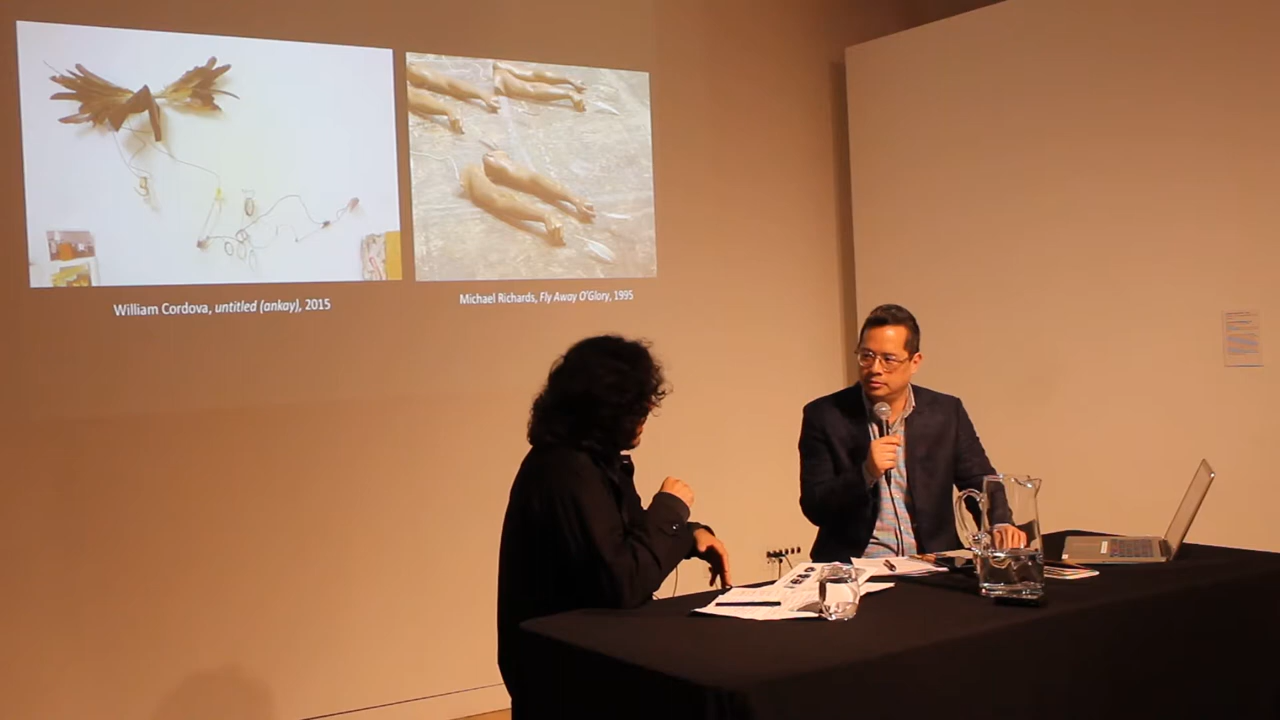 William Cordova, untitled (ankay), 2015
Michael Richards, Fly Away O'Glory, 1995